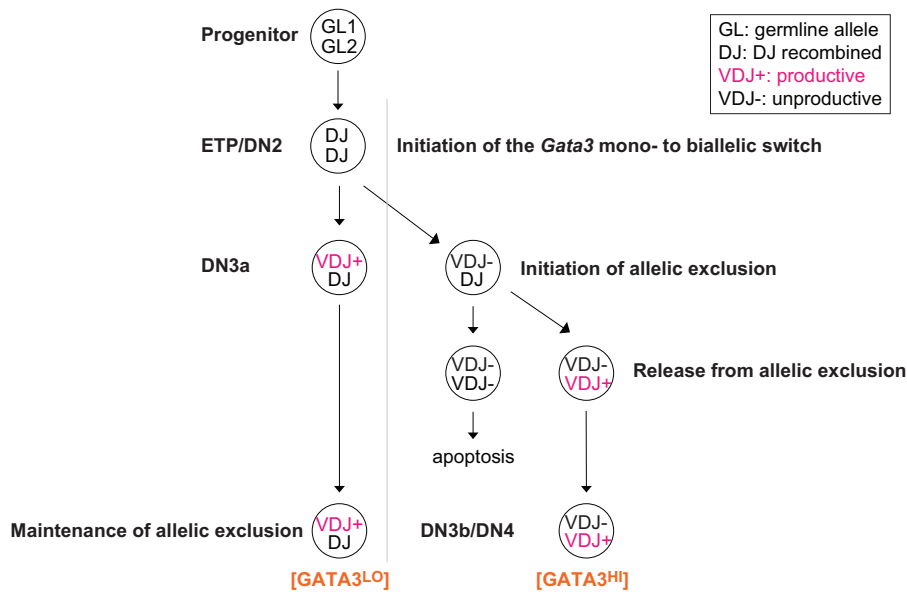 Progenitor
GL1
GL2
GL: germline allele
DJ: DJ recombined
VDJ+: productive
VDJ-: unproductive
ETP/DN2
DJ
DJ
Initiation of the Gata3 mono- to biallelic switch
DN3a
VDJ+
DJ
VDJ-
DJ
Initiation of allelic exclusion
VDJ-
VDJ-
VDJ-
VDJ+
Release from allelic exclusion
apoptosis
Maintenance of allelic exclusion
VDJ+
DJ
DN3b/DN4
VDJ-
VDJ+
[GATA3LO]
[GATA3HI]